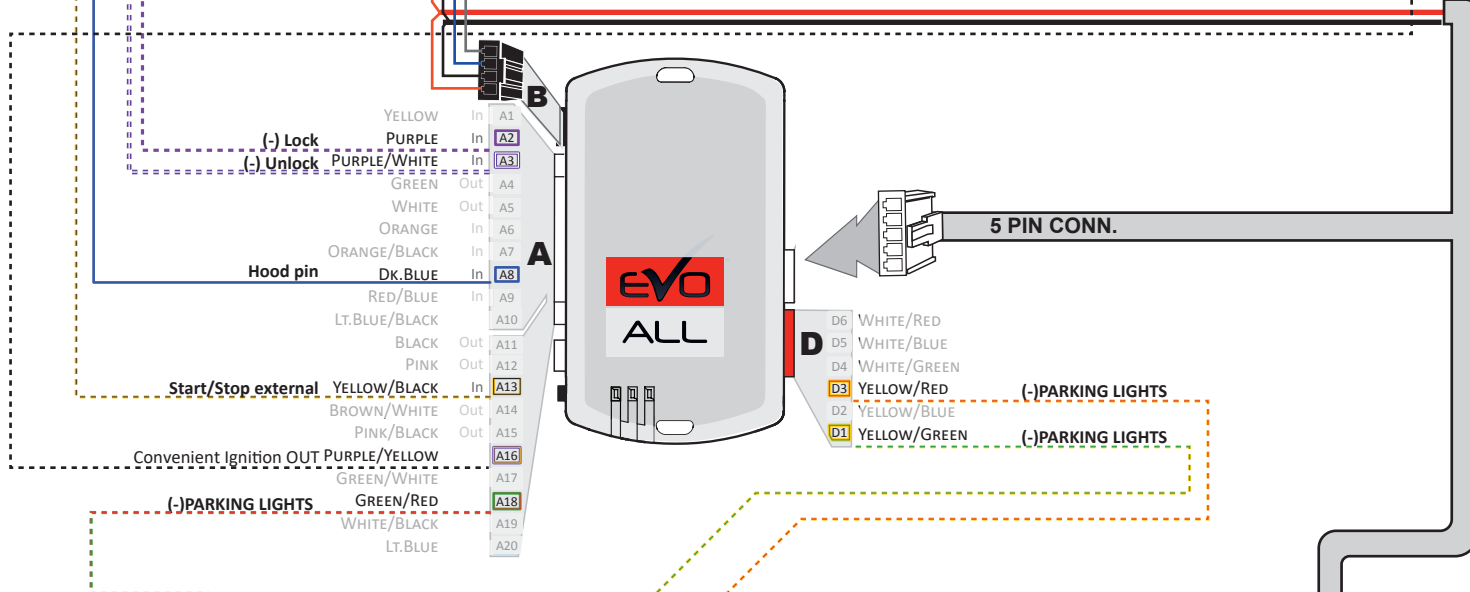 B
YELLOW In A1
(-) Lock PURPLE In A2
(-) Unlock PURPLE/WHITE In A3
GREEN Out A4
WHITE Out A5
ORANGE In A6
ORANGE/BLACK In A7
A
Hood pin DK.BLUE In A8
RED/BLUE In A9
LT.BLUE/BLACK A10
BLACK Out A11
PINK Out A12
Start/Stop external YELLOW/BLACK In A13
BROWN/WHITE Out A14
PINK/BLACK Out A15
Convenient Ignition OUT PURPLE/YELLOW A16
GREEN/WHITE A17
(-)PARKING LIGHTS GREEN/RED A18
WHITE/BLACK A19
LT.BLUE A20
EVO
ALL
5 PIN CONN.
D
D6 WHITE/RED
D5 WHITE/BLUE
D4 WHITE/GREEN
D3 YELLOW/RED (-)PARKING LIGHTS
D2 YELLOW/BLUE
D1 YELLOW/GREEN (-)PARKING LIGHTS